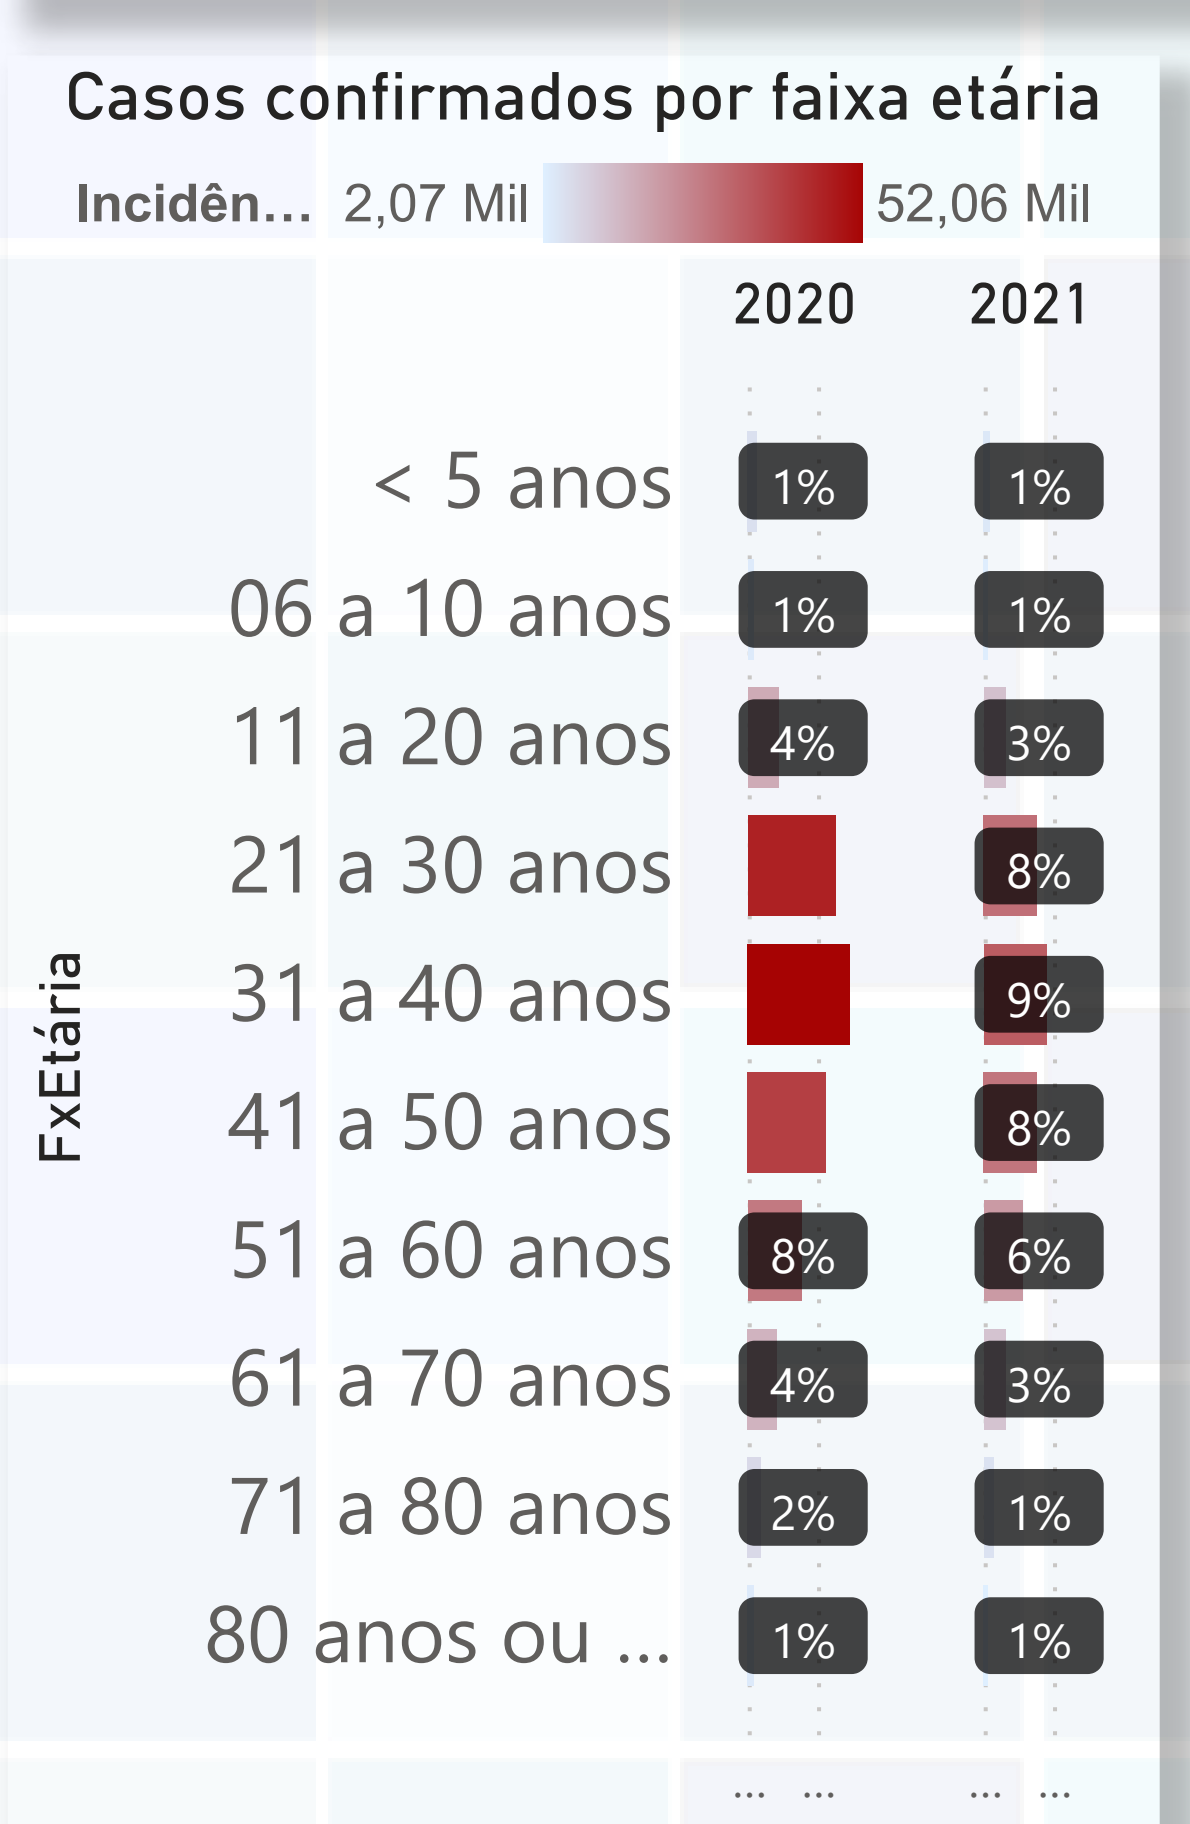 Casos confirmados por faixa etária
Incidên... 2,07 Mil 52,06 Mil
2020 2021
< 5 anos 1% 1%
06 a 10 anos 1% 1%
11 a 20 anos 4% 3%
21 a 30 anos 8%
31 a 40 anos 9%
41 a 50 anos 8%
51 a 60 anos 8% 6%
61 a 70 anos 4% 3%
71 a 80 anos 2% 1%
80 anos ou ... 1% 1%
FxEtária
... ... ... ...